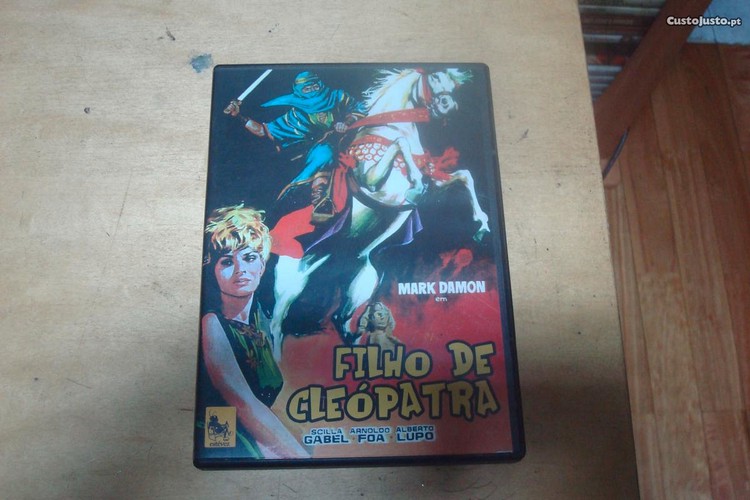 CustoJusto.pt
MARK DAMON
em
FILHO DE
CLEÓPATRA
SCILLA ARNOLDO ALBERTO
GABEL · FOA · LUPO